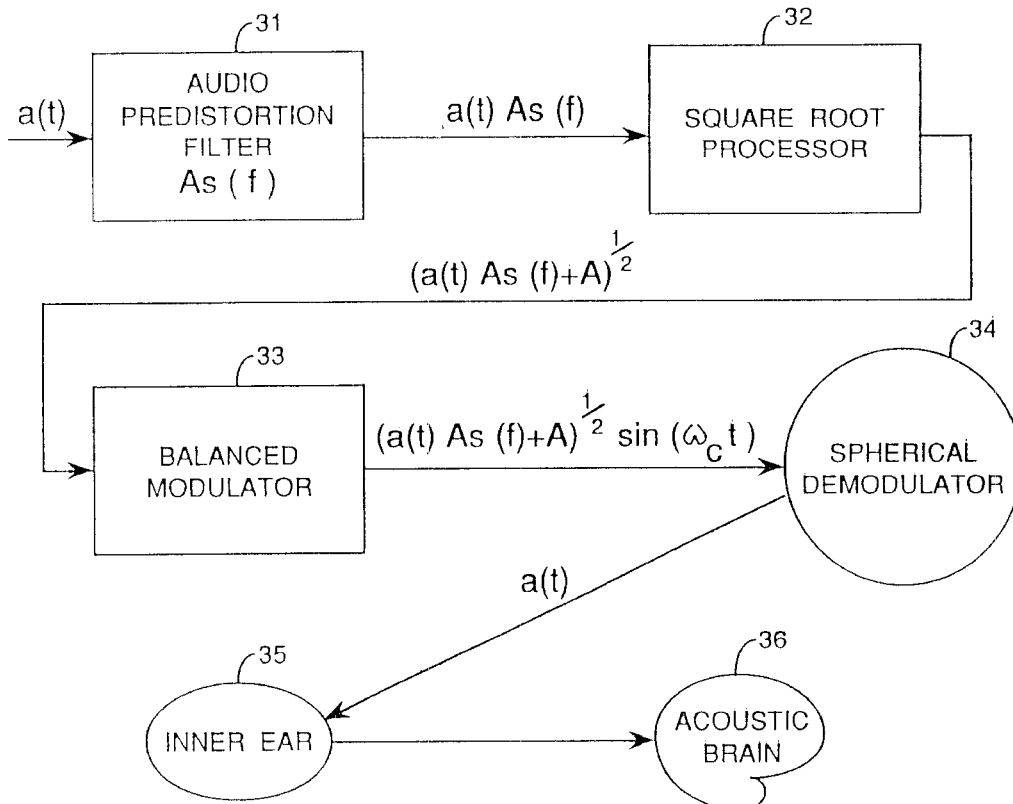 31
AUDIO
PREDISTORTION
FILTER
As ( f )
a(t)
a(t) As (f)
32
SQUARE ROOT
PROCESSOR
(a(t) As (f)+A)^1/2
33
BALANCED
MODULATOR
(a(t) As (f)+A)^1/2 sin (ω_c t)
34
SPHERICAL
DEMODULATOR
a(t)
35
INNER EAR
36
ACOUSTIC
BRAIN